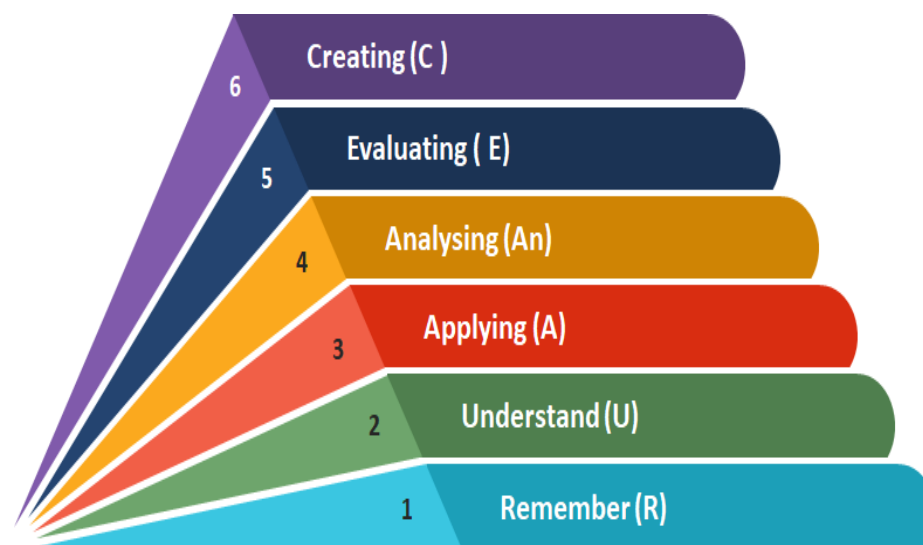 6 Creating (C )
5 Evaluating ( E)
4 Analysing (An)
3 Applying (A)
2 Understand (U)
1 Remember (R)